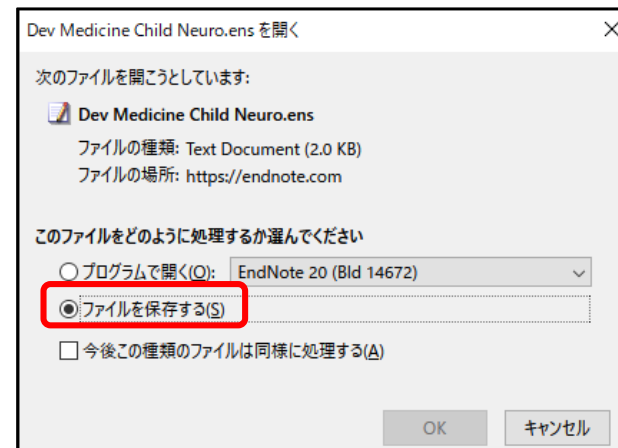 Dev Medicine Child Neuro.ens を開く
次のファイルを開こうとしています:
Dev Medicine Child Neuro.ens
ファイルの種類: Text Document (2.0 KB)
ファイルの場所: https://endnote.com
このファイルをどのように処理するか選んでください
プログラムで開く(O): EndNote 20 (Bld 14672)
ファイルを保存する(S)
今後この種類のファイルは同様に処理する(A)
OK キャンセル